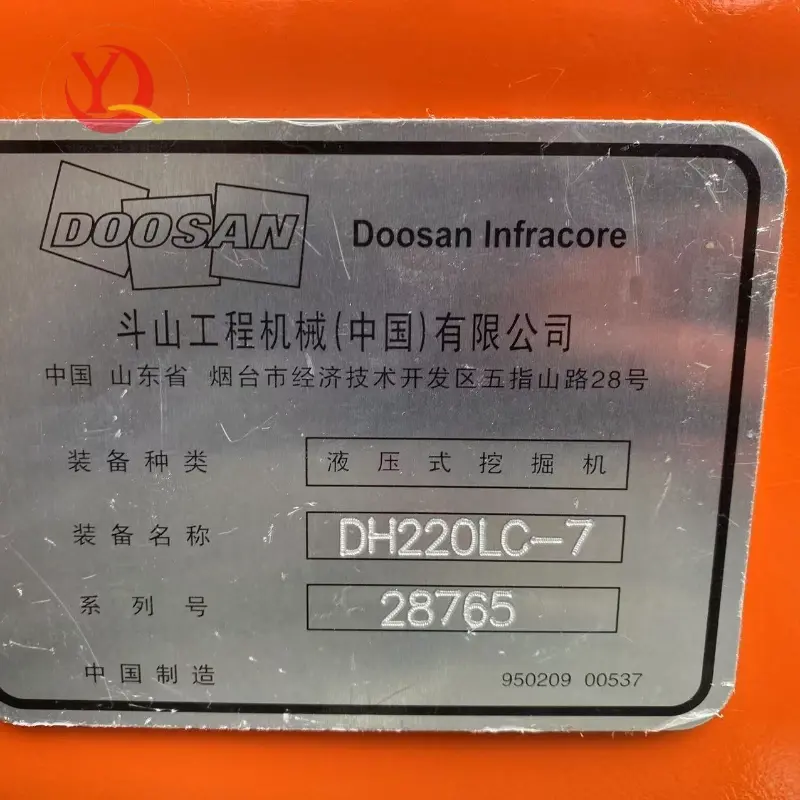 YQ
DOOSAN Doosan Infracore
斗山工程机械(中国)有限公司
中国 山东省 烟台市经济技术开发区五指山路28号
装备种类 液压式挖掘机
装备名称 DH220LC-7
系列号 28765
中国制造 950209 00537